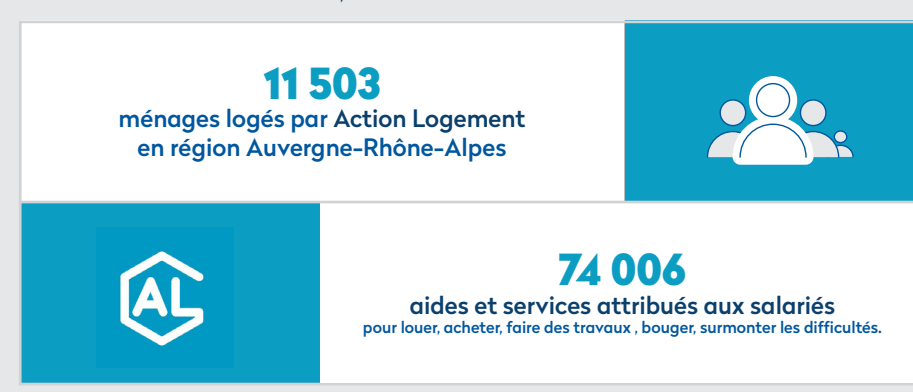 11 503
ménages logés par Action Logement
en région Auvergne-Rhône-Alpes
AL
74 006
aides et services attribués aux salariés
pour louer, acheter, faire des travaux , bouger, surmonter les difficultés.